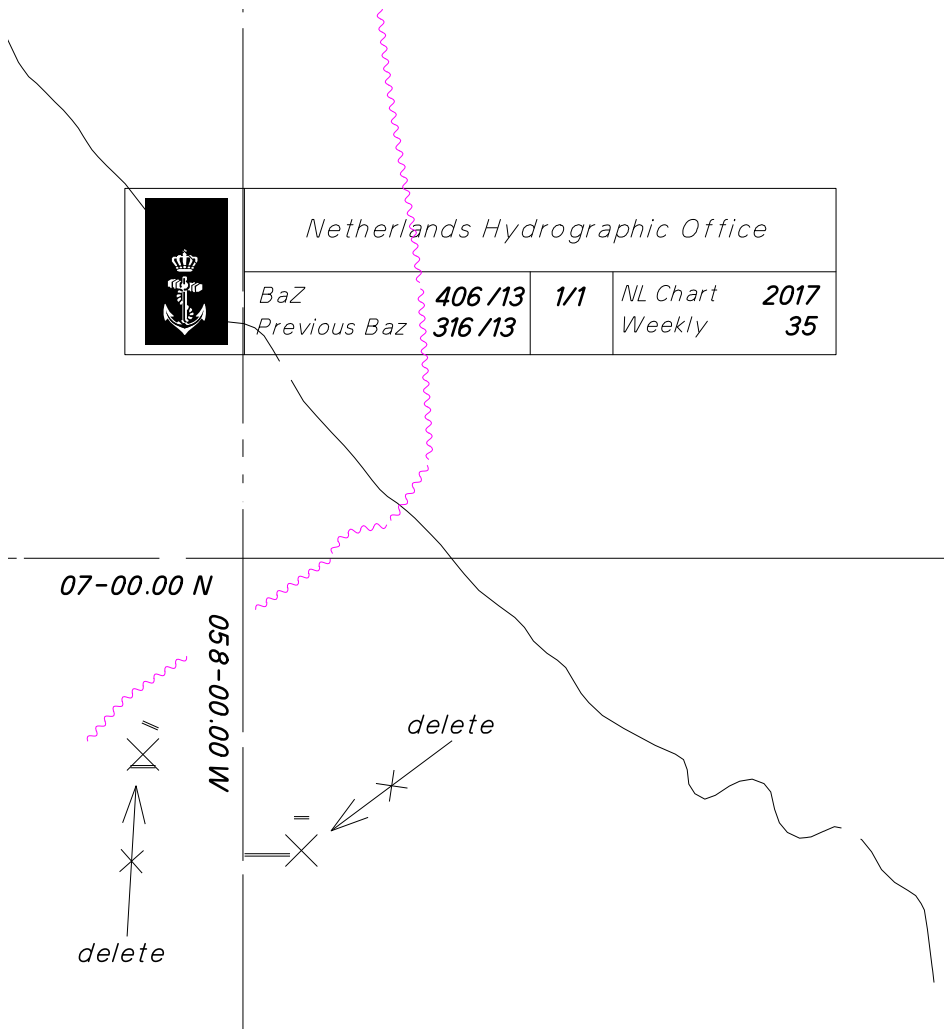 Netherlands Hydrographic Office
BaZ 406 /13 1/1 NL Chart 2017
Previous Baz 316 /13 Weekly 35
07-00.00 N
058-00.00 W
delete
delete